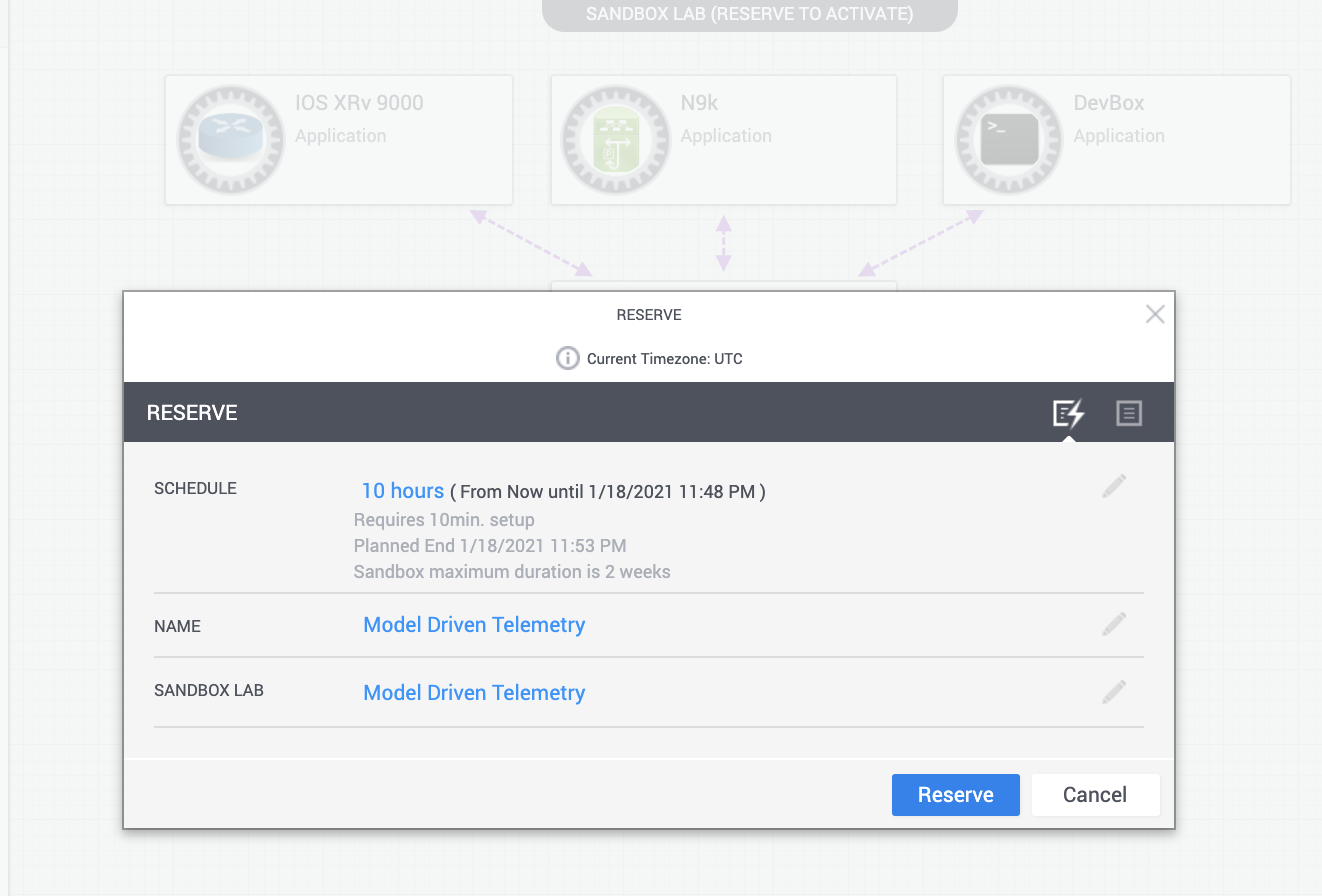 SANDBOX LAB (RESERVE TO ACTIVATE)
IOS XRv 9000
Application
N9k
Application
DevBox
Application
>_
RESERVE
Current Timezone: UTC
RESERVE
SCHEDULE
10 hours ( From Now until 1/18/2021 11:48 PM )
Requires 10min. setup
Planned End 1/18/2021 11:53 PM
Sandbox maximum duration is 2 weeks
NAME
Model Driven Telemetry
SANDBOX LAB
Model Driven Telemetry
Reserve
Cancel